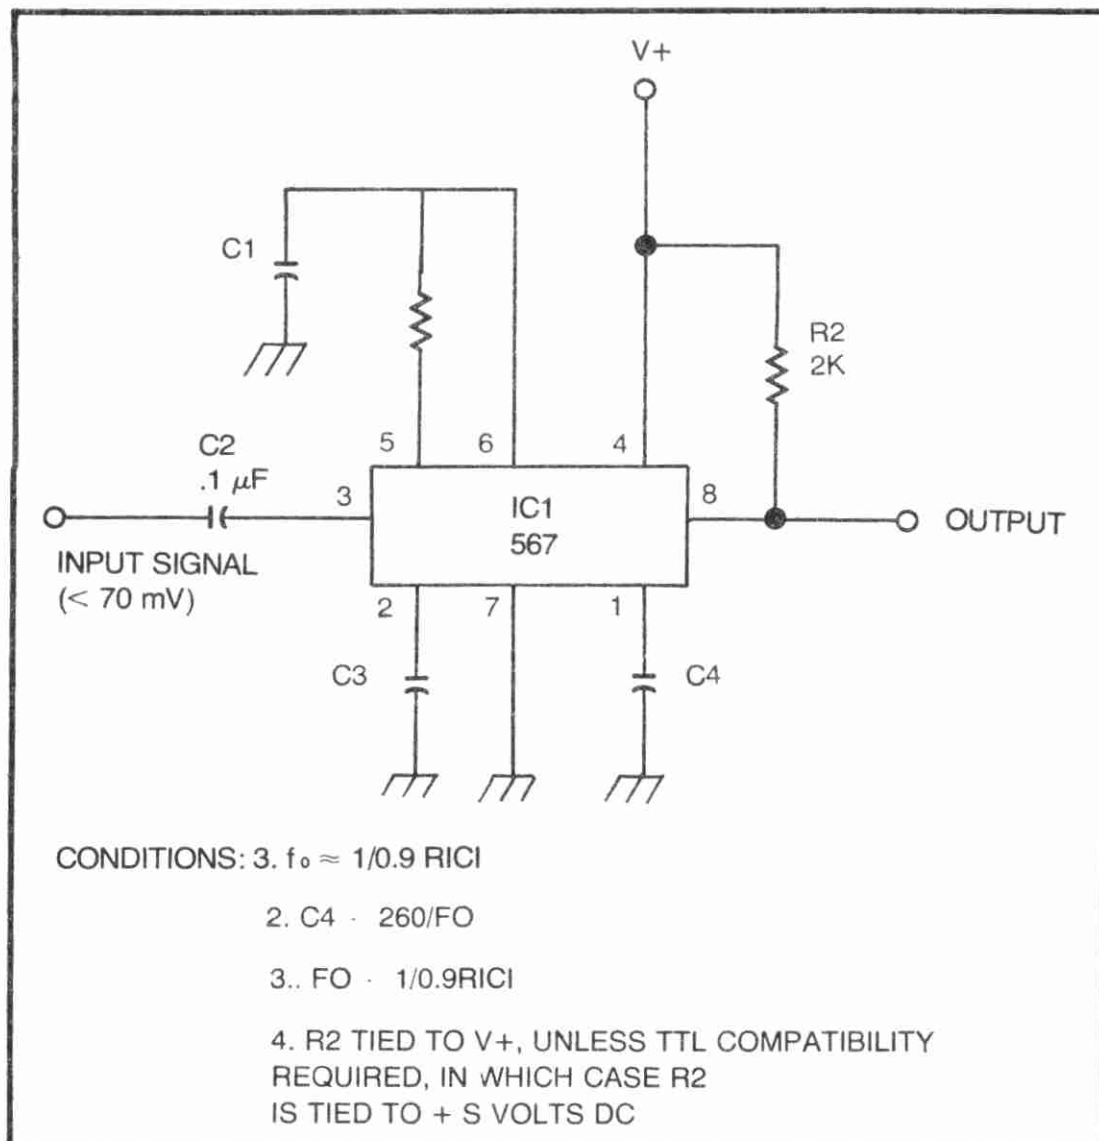 V+
C1
R2
2K
C2
.1 μF
5
6
4
3
IC1
567
8
OUTPUT
INPUT SIGNAL
(< 70 mV)
2
7
1
C3
C4
CONDITIONS: 3. fo ≈ 1/0.9 RICI
2. C4 - 260/FO
3.. FO - 1/0.9RICI
4. R2 TIED TO V+, UNLESS TTL COMPATIBILITY
REQUIRED, IN WHICH CASE R2
IS TIED TO + S VOLTS DC